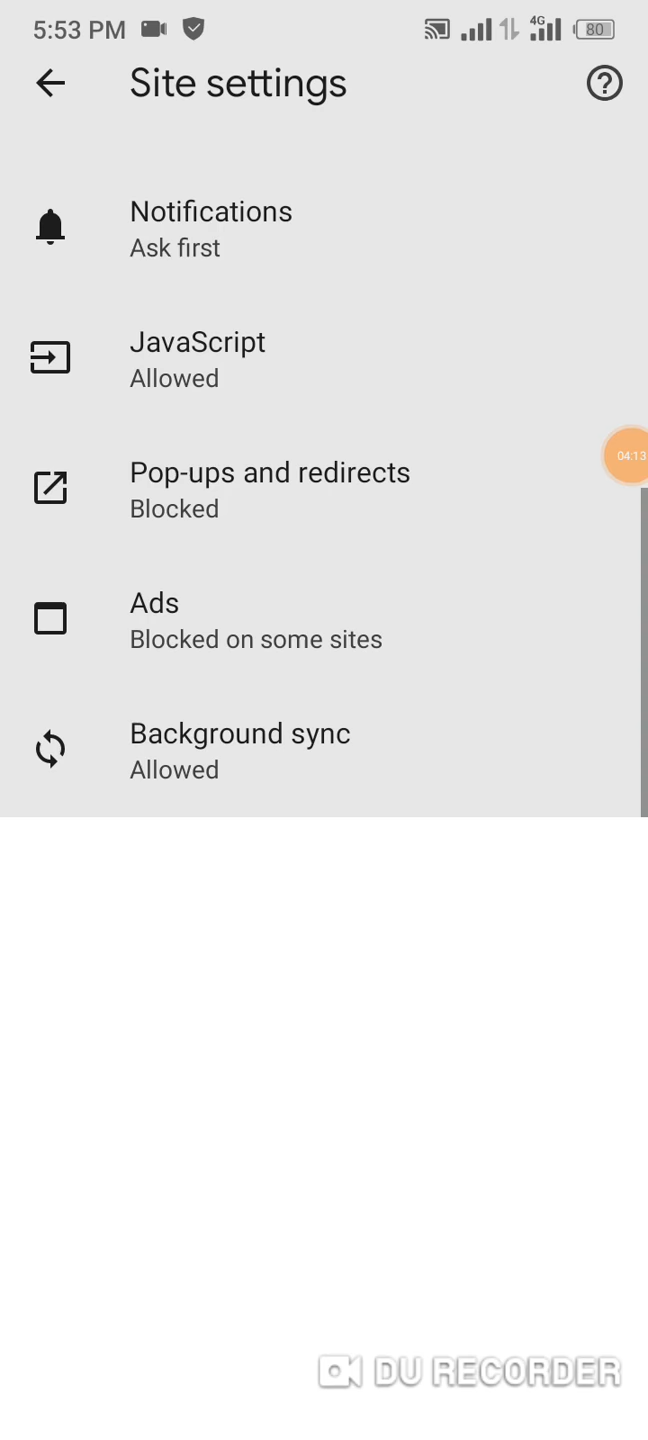 5:53 PM 4G 80
Site settings
Notifications
Ask first
JavaScript
Allowed
04:13
Pop-ups and redirects
Blocked
Ads
Blocked on some sites
Background sync
Allowed
DU RECORDER